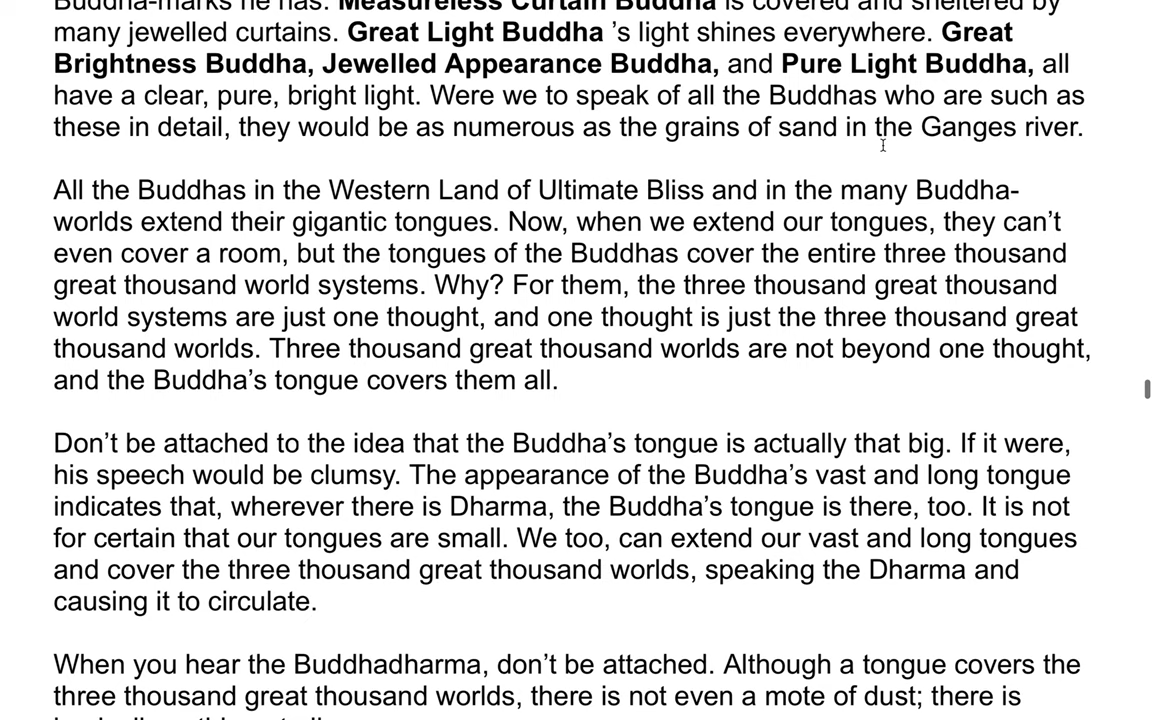 Buddha-marks he has. Measureless Curtain Buddha is covered and sheltered by
many jewelled curtains. Great Light Buddha 's light shines everywhere. Great
Brightness Buddha, Jewelled Appearance Buddha, and Pure Light Buddha, all
have a clear, pure, bright light. Were we to speak of all the Buddhas who are such as
these in detail, they would be as numerous as the grains of sand in the Ganges river.
All the Buddhas in the Western Land of Ultimate Bliss and in the many Buddha-
worlds extend their gigantic tongues. Now, when we extend our tongues, they can’t
even cover a room, but the tongues of the Buddhas cover the entire three thousand
great thousand world systems. Why? For them, the three thousand great thousand
world systems are just one thought, and one thought is just the three thousand great
thousand worlds. Three thousand great thousand worlds are not beyond one thought,
and the Buddha’s tongue covers them all.
Don’t be attached to the idea that the Buddha’s tongue is actually that big. If it were,
his speech would be clumsy. The appearance of the Buddha’s vast and long tongue
indicates that, wherever there is Dharma, the Buddha’s tongue is there, too. It is not
for certain that our tongues are small. We too, can extend our vast and long tongues
and cover the three thousand great thousand worlds, speaking the Dharma and
causing it to circulate.
When you hear the Buddhadharma, don’t be attached. Although a tongue covers the
three thousand great thousand worlds, there is not even a mote of dust; there is